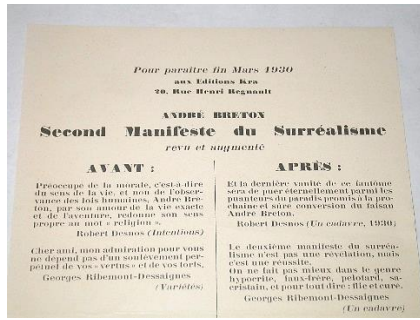 Pour paraître fin Mars 1930
aux Editions Kra
20, Rue Henri Regnault
ANDRÉ BRETON
Second Manifeste du Surréalisme
revu et augmenté
AVANT :
Préoccupé de la morale, c'est-à-dire
du sens de la vie, et non de l'obser-
vance des lois humaines, André Bre-
ton, par son amour de la vie exacte
et de l'aventure, redonne son sens
propre au mot « religion ».
Robert Desnos (Intentions)
Cher ami, mon admiration pour vous
ne dépend pas d'un soulèvement per-
pétuel de vos « vertus » et de vos torts.
Georges Ribemont-Dessaignes
(Variétés)
APRÈS :
Et la dernière vanité de ce fantôme
sera de puer éternellement parmi les
puanteurs du paradis promis à la pro-
chaine et sûre conversion du faisan
André Breton.
Robert Desnos (Un cadavre, 1930)
Le deuxième manifeste du surréa-
lisme n'est pas une révélation, mais
c'est une réussite.
On ne fait pas mieux dans le genre
hypocrite, faux-frère, pelotard, sa-
cristain, et pour tout dire : flic et curé.
Georges Ribemont-Dessaignes
(Un cadavre)